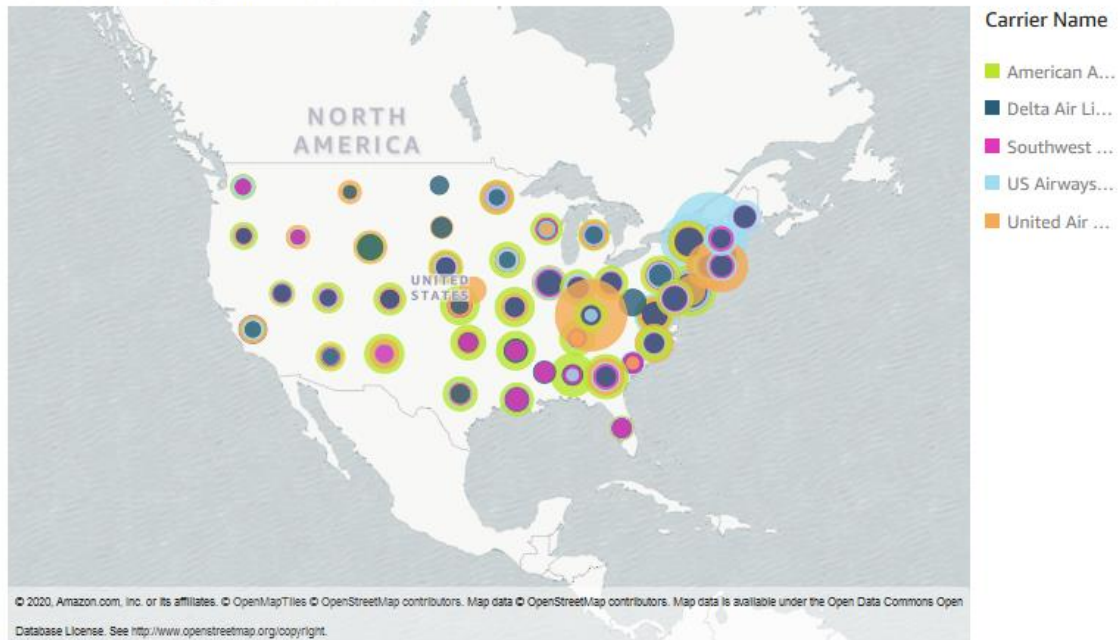 Carrier Name
NORTH
AMERICA
American A...
Delta Air Li...
Southwest ...
US Airways...
United Air ...
UNITED
STATES
© 2020, Amazon.com, Inc. or its affiliates. © OpenMapTiles © OpenStreetMap contributors. Map data © OpenStreetMap contributors. Map data is available under the Open Data Commons Open
Database License. See http://www.openstreetmap.org/copyright.